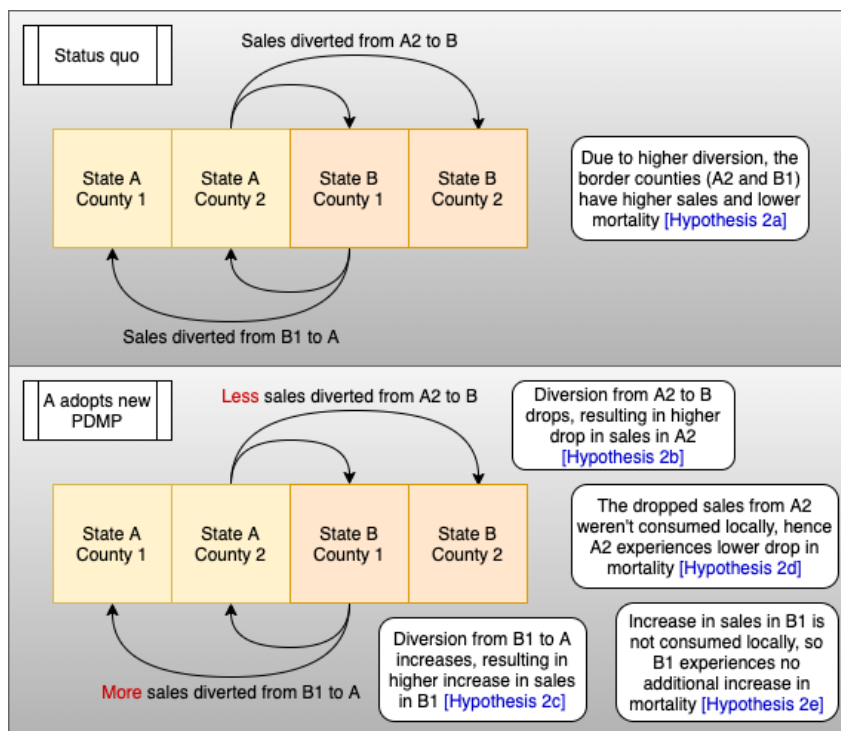 Status quo
Sales diverted from A2 to B
State A
County 1
State A
County 2
State B
County 1
State B
County 2
Due to higher diversion, the
border counties (A2 and B1)
have higher sales and lower
mortality [Hypothesis 2a]
Sales diverted from B1 to A
A adopts new
PDMP
Less sales diverted from A2 to B
Diversion from A2 to B
drops, resulting in higher
drop in sales in A2
[Hypothesis 2b]
State A
County 1
State A
County 2
State B
County 1
State B
County 2
The dropped sales from A2
weren't consumed locally, hence
A2 experiences lower drop in
mortality [Hypothesis 2d]
More sales diverted from B1 to A
Diversion from B1 to A
increases, resulting in
higher increase in sales
in B1 [Hypothesis 2c]
Increase in sales in B1 is
not consumed locally, so
B1 experiences no
additional increase in
mortality [Hypothesis 2e]